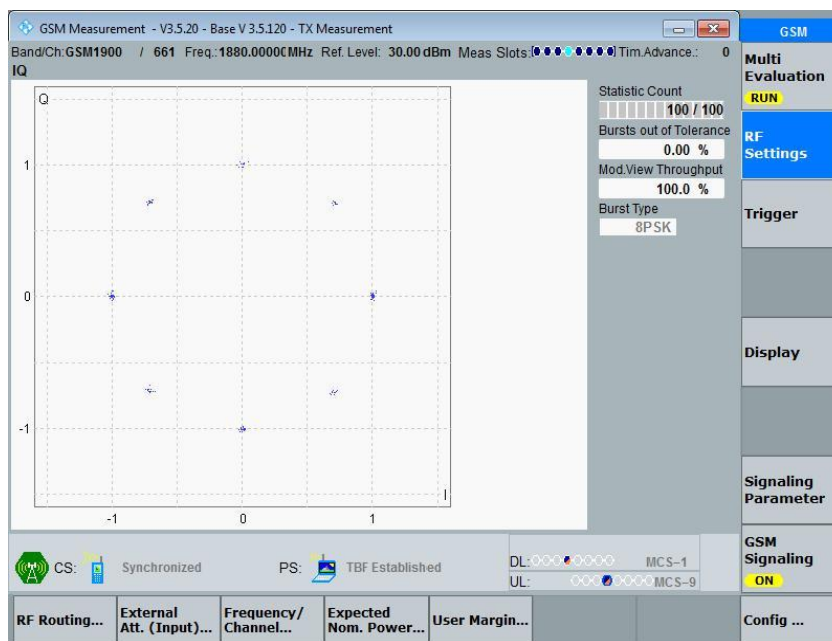 GSM Measurement - V3.5.20 - Base V 3.5.120 - TX Measurement
GSM
Band/Ch.:GSM1900 / 661 Freq.:1880.0000(MHz Ref. Level: 30.00 dBm Meas Slots: Tim.Advance.: 0
IQ
Multi
Evaluation
RUN
Q
Statistic Count
100 / 100
Bursts out of Tolerance
0.00 %
Mod.View Throughput
100.0 %
Burst Type
8PSK
RF
Settings
Trigger
Display
Signaling
Parameter
GSM
Signaling
ON
1
0
-1
I
-1 0 1
CS: Synchronized PS: TBF Established DL: MCS-1
UL: MCS-9
RF Routing... External
Att. (Input)... Frequency/
Channel... Expected
Nom. Power... User Margin... Config ...